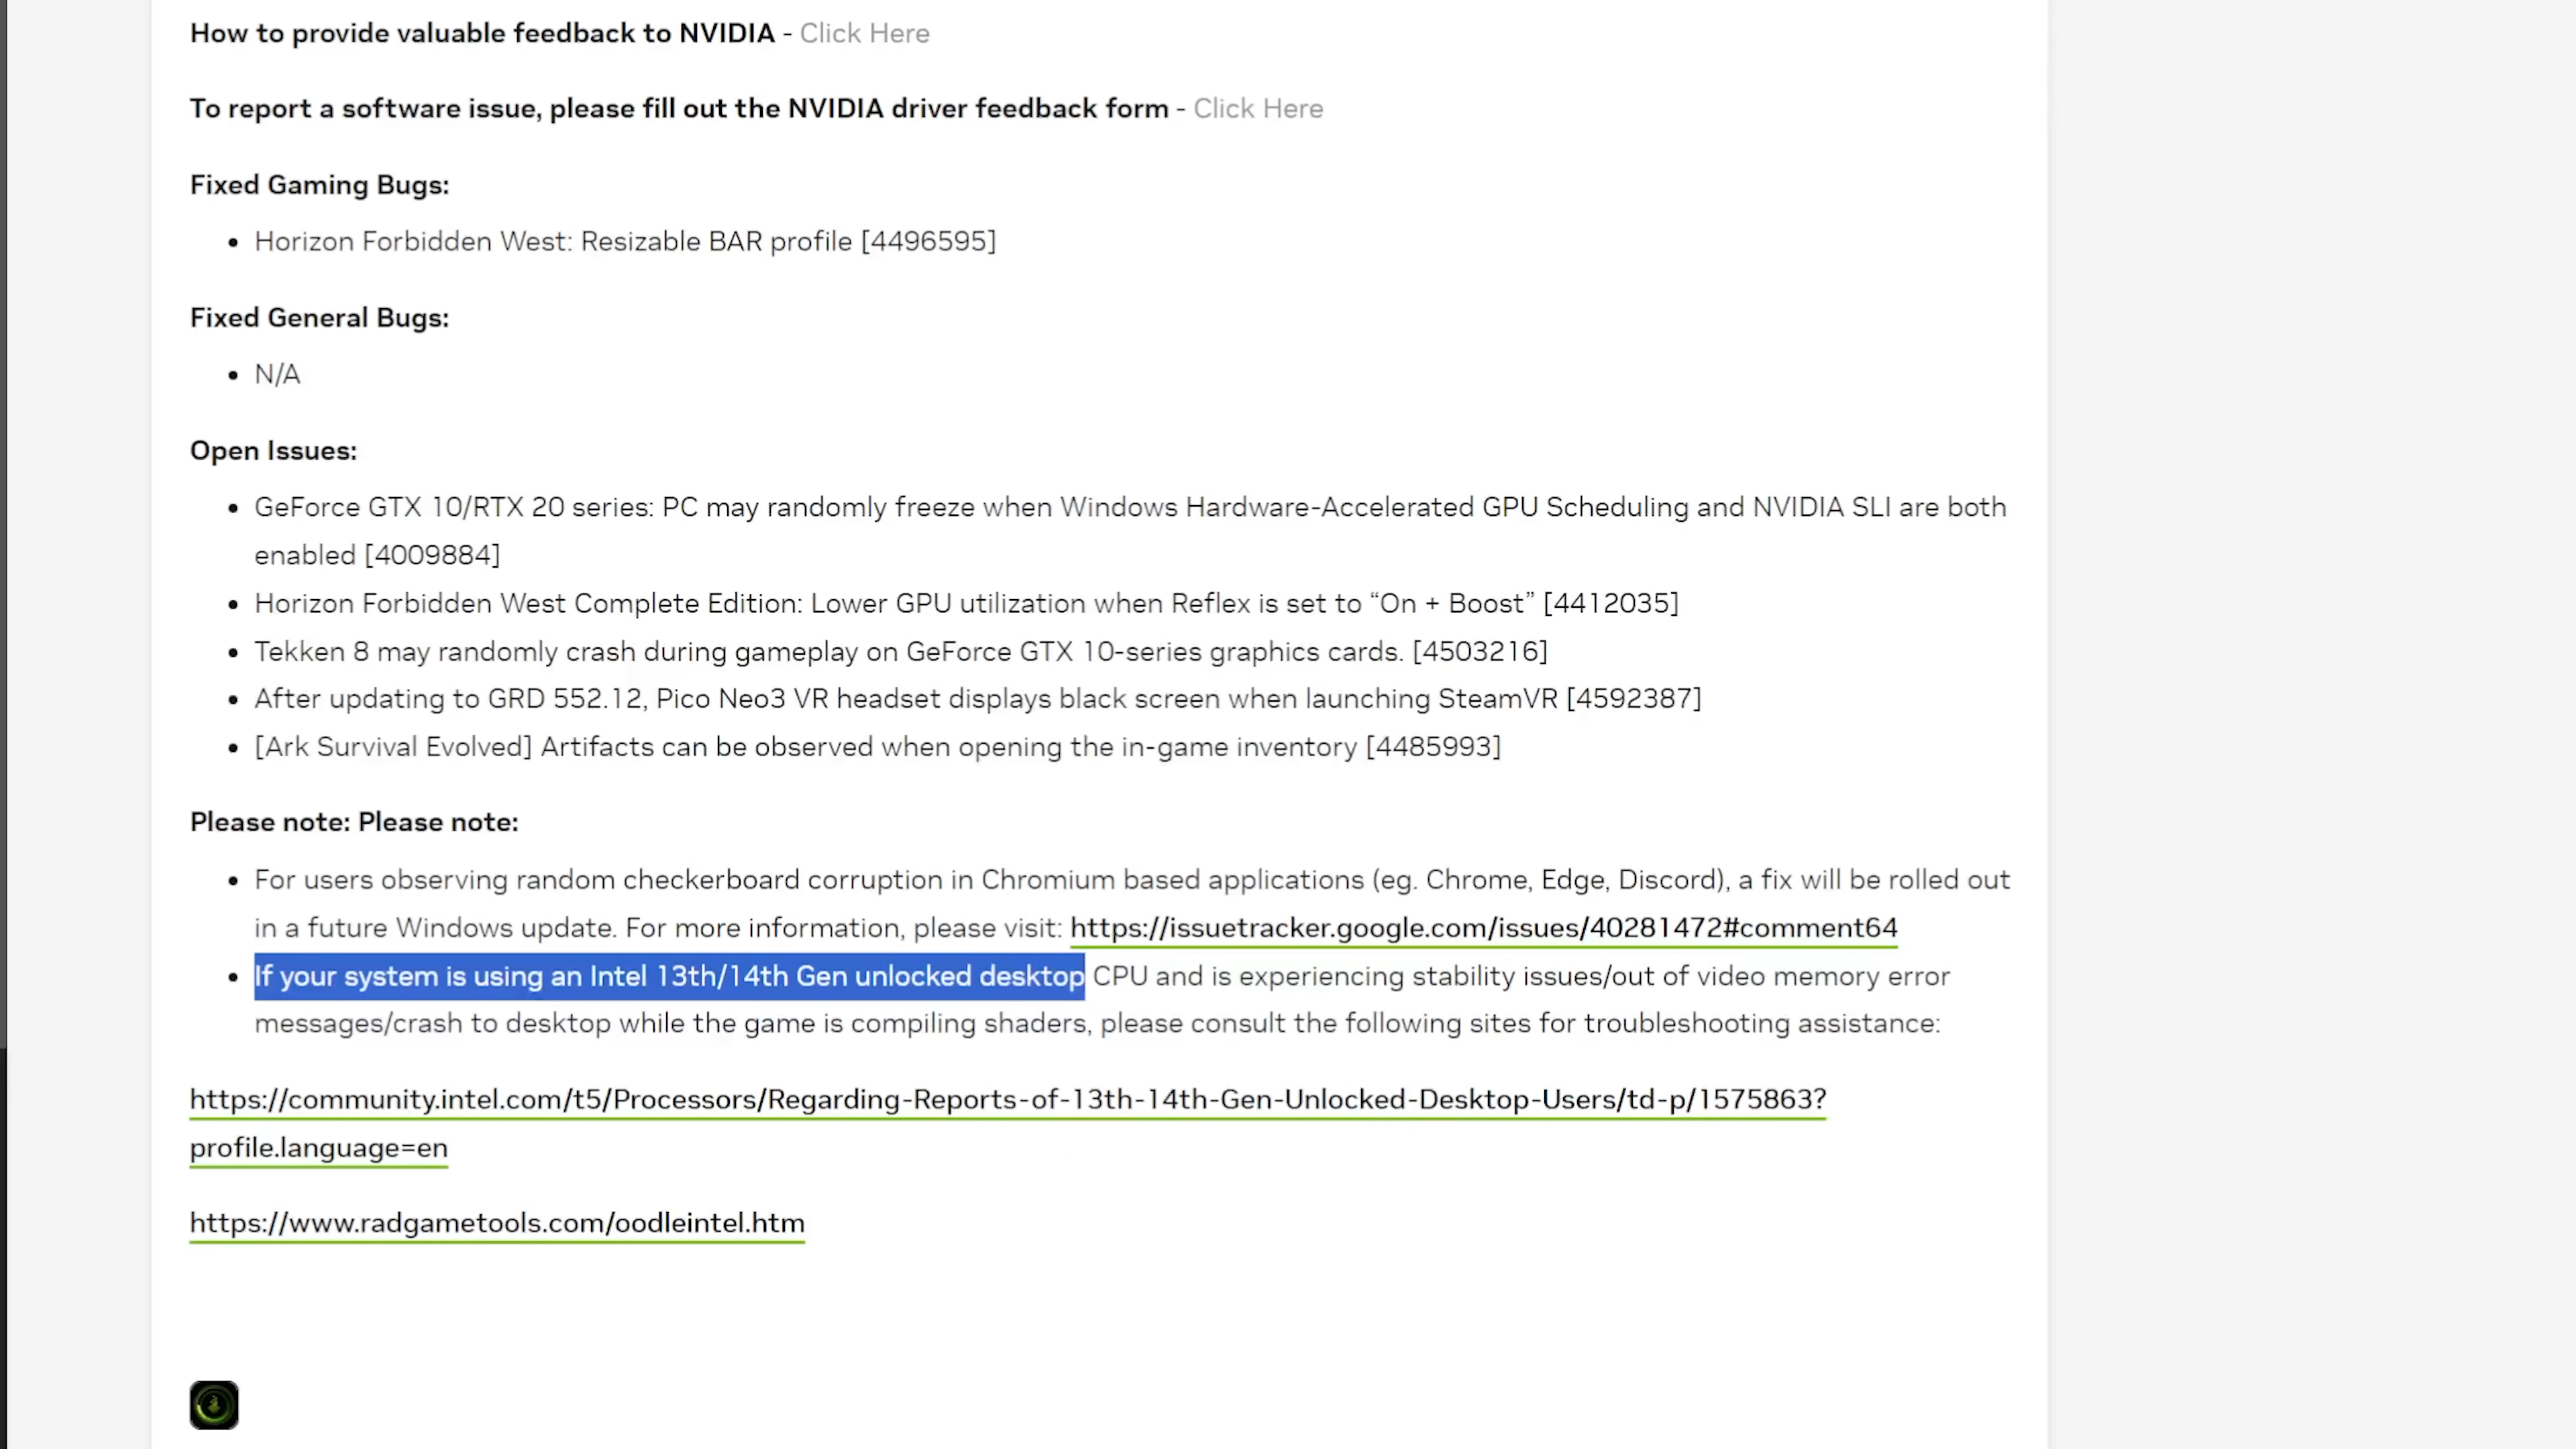 How to provide valuable feedback to NVIDIA - Click Here
To report a software issue, please fill out the NVIDIA driver feedback form - Click Here
Fixed Gaming Bugs:
• Horizon Forbidden West: Resizable BAR profile [4496595]
Fixed General Bugs:
• N/A
Open Issues:
• GeForce GTX 10/RTX 20 series: PC may randomly freeze when Windows Hardware-Accelerated GPU Scheduling and NVIDIA SLI are both
enabled [4009884]
• Horizon Forbidden West Complete Edition: Lower GPU utilization when Reflex is set to “On + Boost” [4412035]
• Tekken 8 may randomly crash during gameplay on GeForce GTX 10-series graphics cards. [4503216]
• After updating to GRD 552.12, Pico Neo3 VR headset displays black screen when launching SteamVR [4592387]
• [Ark Survival Evolved] Artifacts can be observed when opening the in-game inventory [4485993]
Please note: Please note:
• For users observing random checkerboard corruption in Chromium based applications (eg. Chrome, Edge, Discord), a fix will be rolled out
in a future Windows update. For more information, please visit: https://issuetracker.google.com/issues/40281472#comment64
• If your system is using an Intel 13th/14th Gen unlocked desktop CPU and is experiencing stability issues/out of video memory error
messages/crash to desktop while the game is compiling shaders, please consult the following sites for troubleshooting assistance:
https://community.intel.com/t5/Processors/Regarding-Reports-of-13th-14th-Gen-Unlocked-Desktop-Users/td-p/1575863?
profile.language=en
https://www.radgametools.com/oodleintel.htm